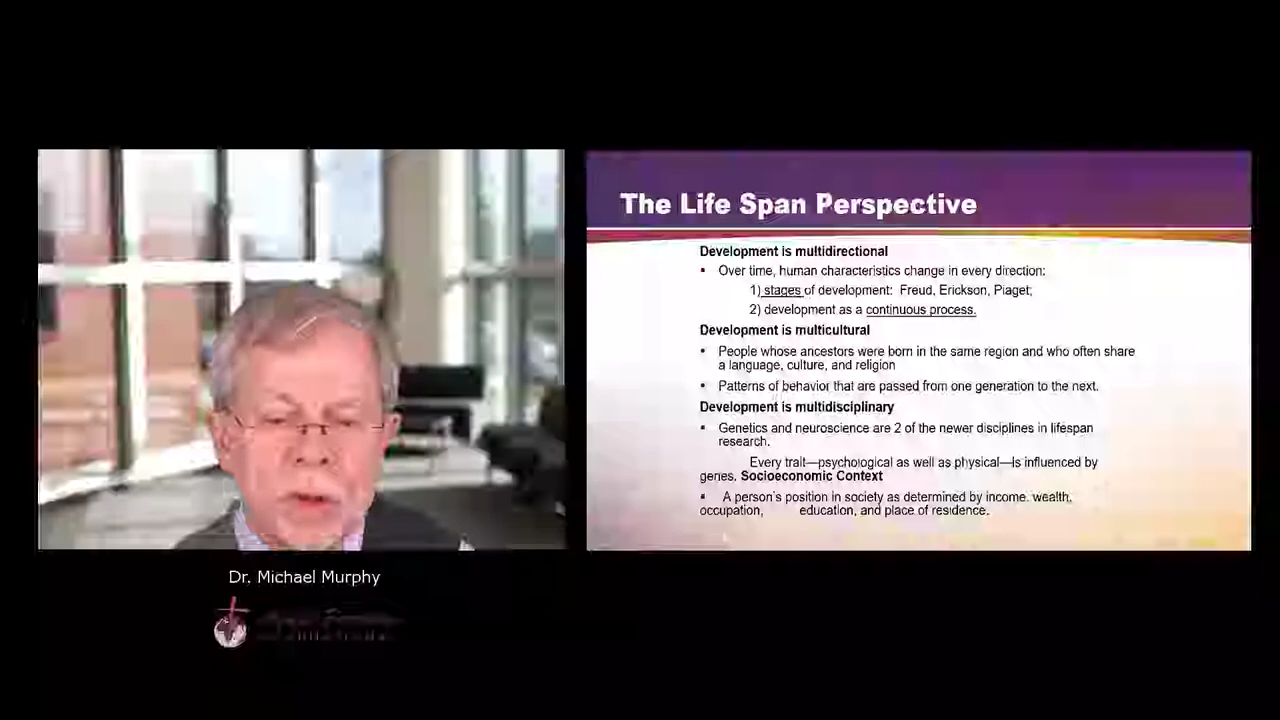 The Life Span Perspective
Development is multidirectional
▪ Over time, human characteristics change in every direction:
1) stages of development: Freud, Erickson, Piaget;
2) development as a continuous process.
Development is multicultural
▪ People whose ancestors were born in the same region and who often share
a language, culture, and religion
▪ Patterns of behavior that are passed from one generation to the next.
Development is multidisciplinary
▪ Genetics and neuroscience are 2 of the newer disciplines in lifespan
research.
Every trait—psychological as well as physical—is influenced by
genes. Socioeconomic Context
▪ A person's position in society as determined by income, wealth,
occupation, education, and place of residence.
Dr. Michael Murphy